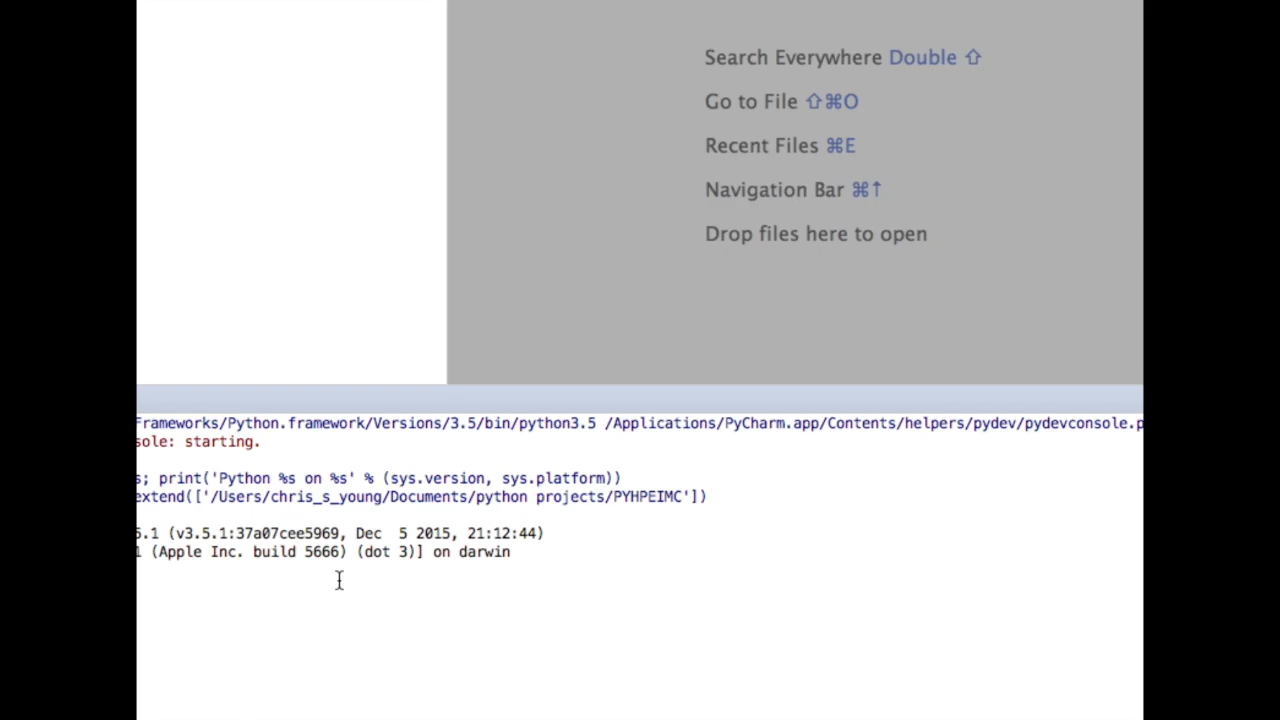 Search Everywhere Double ⇧
Go to File ⇧⌘O
Recent Files ⌘E
Navigation Bar ⌘↑
Drop files here to open
Frameworks/Python.framework/Versions/3.5/bin/python3.5 /Applications/PyCharm.app/Contents/helpers/pydev/pydevconsole.p
sole: starting.
s; print('Python %s on %s' % (sys.version, sys.platform))
extend(['/Users/chris_s_young/Documents/python projects/PYHPEIMC'])
5.1 (v3.5.1:37a07cee5969, Dec  5 2015, 21:12:44)
1 (Apple Inc. build 5666) (dot 3)] on darwin